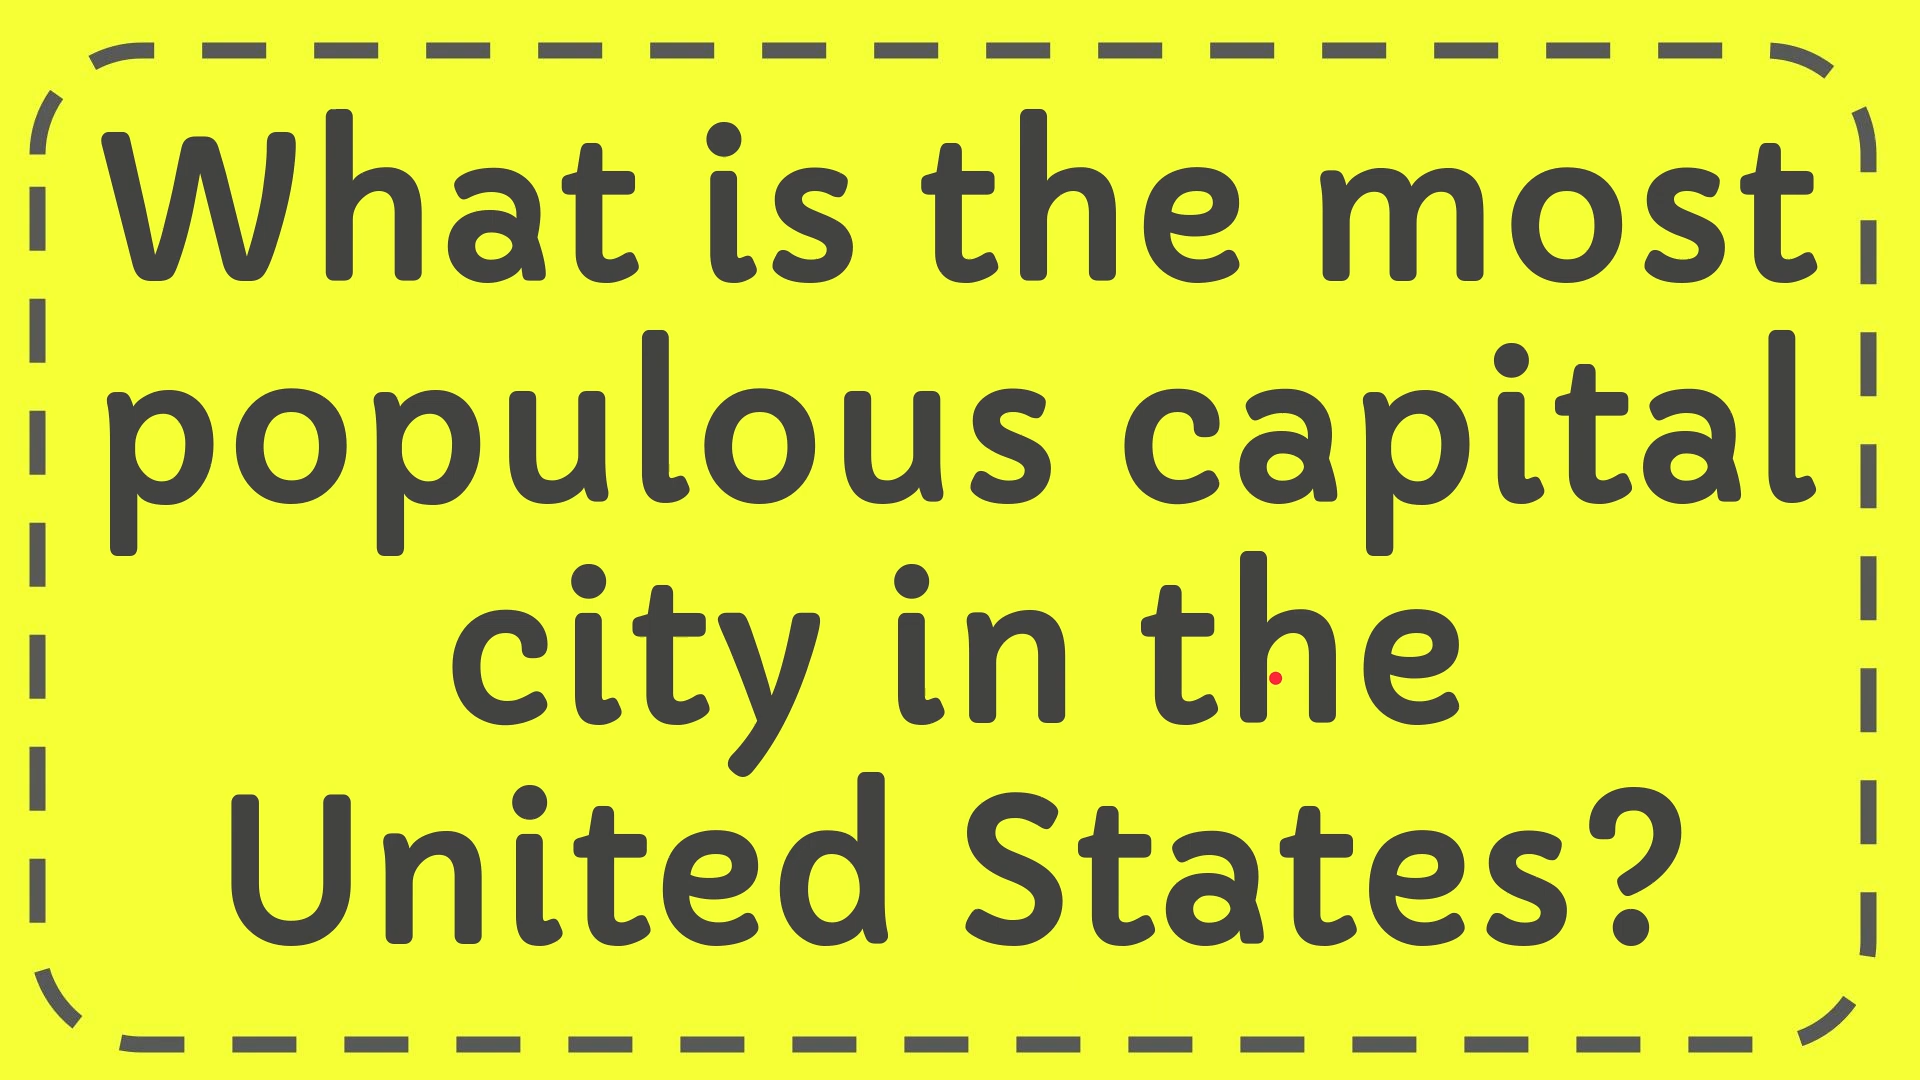 What is the most
populous capital
city in the
United States?